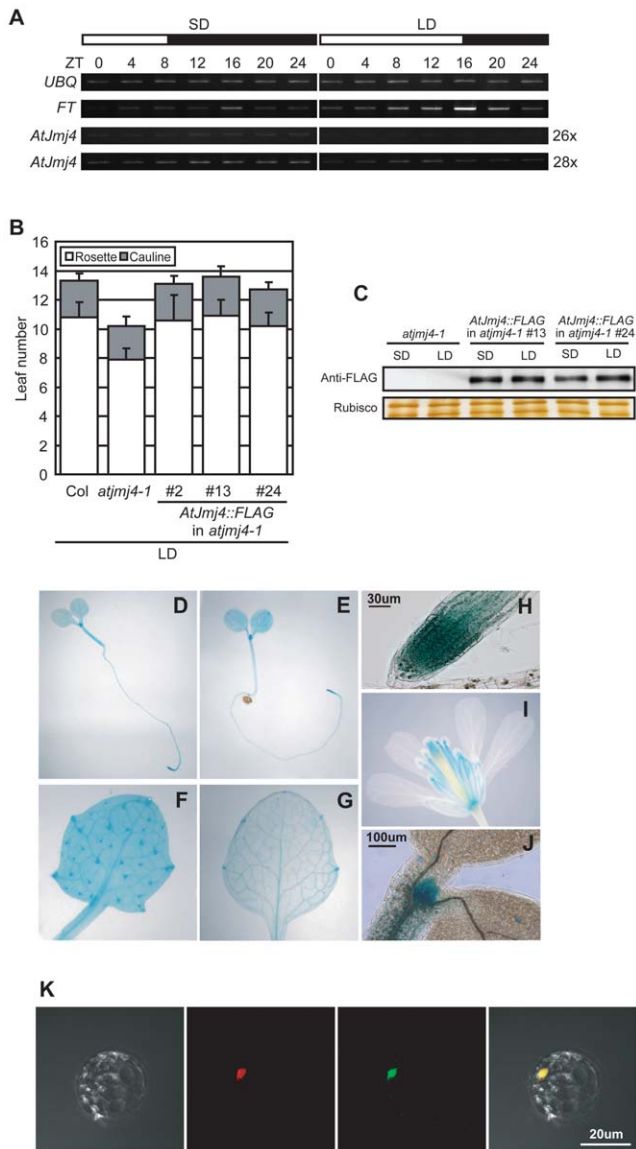 A
SD LD
ZT 0 4 8 12 16 20 24 0 4 8 12 16 20 24
UBQ
FT
AtJmj4 26x
AtJmj4 28x
B
16
14
12
10
8
6
4
2
0
Leaf number
Rosette Cauline
Col atjmj4-1 #2 #13 #24
AtJmj4::FLAG
in atjmj4-1
LD
C
atjmj4-1 AtJmj4::FLAG in atjmj4-1 #13 AtJmj4::FLAG in atjmj4-1 #24
SD LD SD LD SD LD
Anti-FLAG
Rubisco
D E H
30um
I
F G J
100um
K
20um